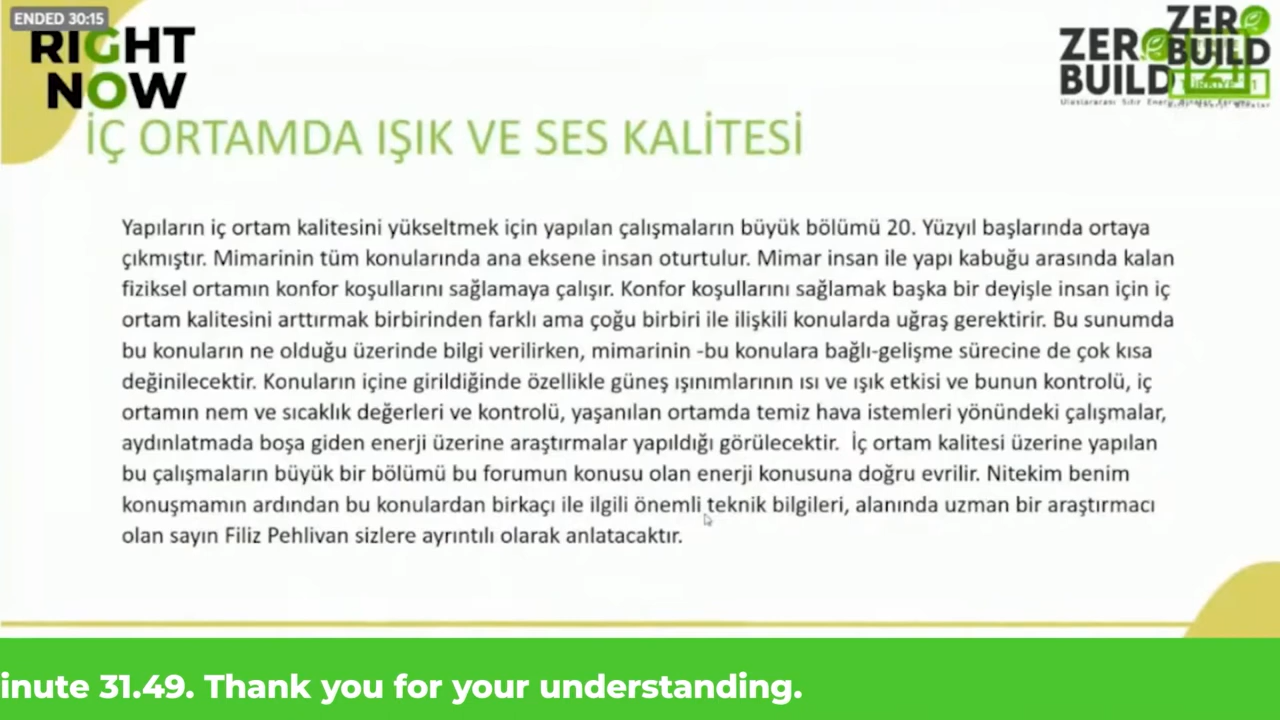 ENDED 30:15
RIGHT
NOW
ZERO
BUILD
ZERO
BUILD
TÜRKİYE
Uluslararası Sıfır Enerji Binalar Forumu
İÇ ORTAMDA IŞIK VE SES KALİTESİ
Yapıların iç ortam kalitesini yükseltmek için yapılan çalışmaların büyük bölümü 20. Yüzyıl başlarında ortaya
çıkmıştır. Mimarinin tüm konularında ana eksene insan oturtulur. Mimar insan ile yapı kabuğu arasında kalan
fiziksel ortamın konfor koşullarını sağlamaya çalışır. Konfor koşullarını sağlamak başka bir deyişle insan için iç
ortam kalitesini arttırmak birbirinden farklı ama çoğu birbiri ile ilişkili konularda uğraş gerektirir. Bu sunumda
bu konuların ne olduğu üzerinde bilgi verilirken, mimarinin -bu konulara bağlı-gelişme sürecine de çok kısa
değinilecektir. Konuların içine girildiğinde özellikle güneş ışınımlarının ısı ve ışık etkisi ve bunun kontrolü, iç
ortamın nem ve sıcaklık değerleri ve kontrolü, yaşanılan ortamda temiz hava istemleri yönündeki çalışmalar,
aydınlatmada boşa giden enerji üzerine araştırmalar yapıldığı görülecektir. İç ortam kalitesi üzerine yapılan
bu çalışmaların büyük bir bölümü bu forumun konusu olan enerji konusuna doğru evrilir. Nitekim benim
konuşmamın ardından bu konulardan birkaçı ile ilgili önemli teknik bilgileri, alanında uzman bir araştırmacı
olan sayın Filiz Pehlivan sizlere ayrıntılı olarak anlatacaktır.
inute 31.49. Thank you for your understanding.